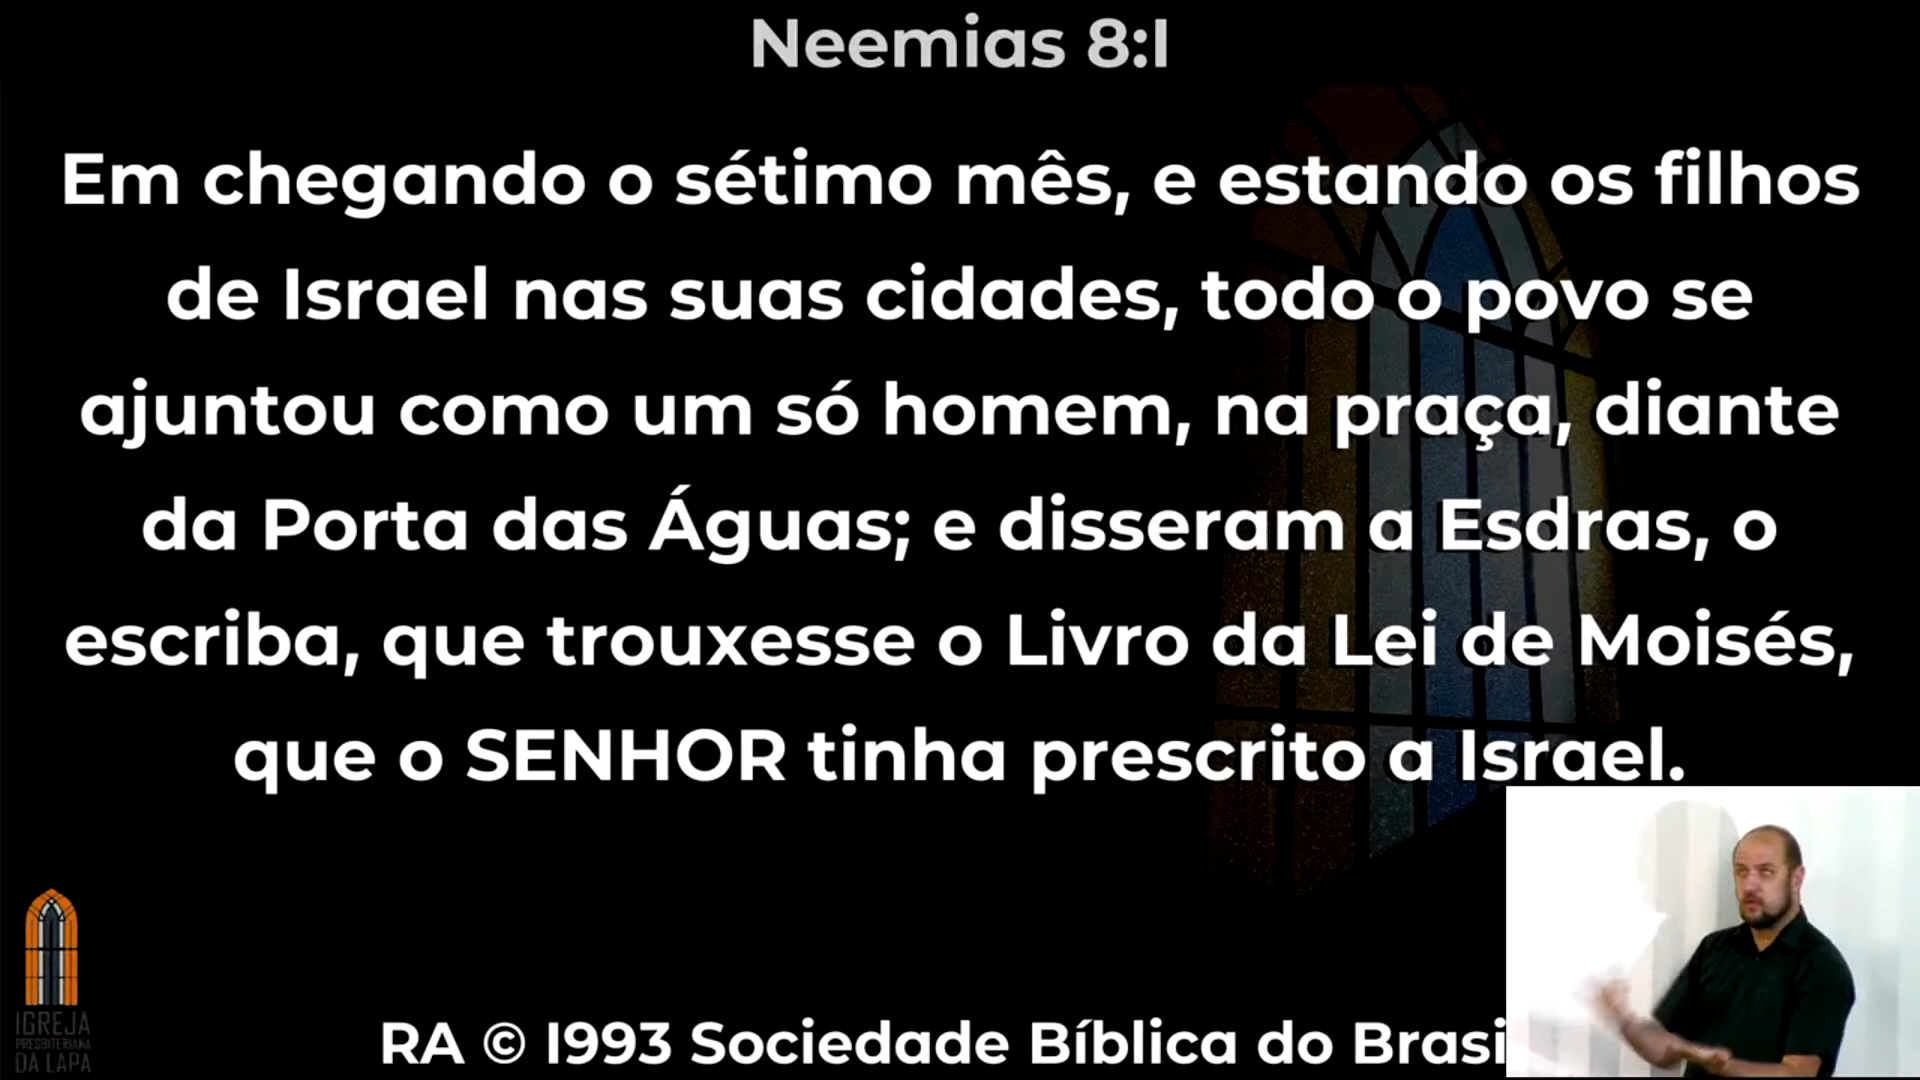 Neemias 8:1
Em chegando o sétimo mês, e estando os filhos
de Israel nas suas cidades, todo o povo se
ajuntou como um só homem, na praça, diante
da Porta das Águas; e disseram a Esdras, o
escriba, que trouxesse o Livro da Lei de Moisés,
que o SENHOR tinha prescrito a Israel.
IGREJA
PRESBITERIANA
DA LAPA
RA © 1993 Sociedade Bíblica do Brasi